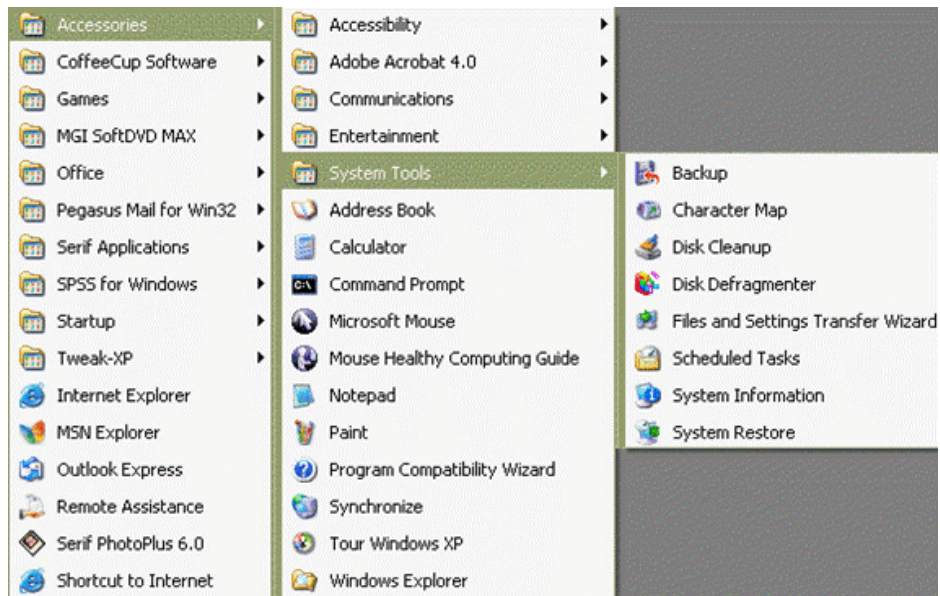 Accessories
CoffeeCup Software
Games
MGI SoftDVD MAX
Office
Pegasus Mail for Win32
Serif Applications
SPSS for Windows
Startup
Tweak-XP
Internet Explorer
MSN Explorer
Outlook Express
Remote Assistance
Serif PhotoPlus 6.0
Shortcut to Internet
Accessibility
Adobe Acrobat 4.0
Communications
Entertainment
System Tools
Address Book
Calculator
Command Prompt
Microsoft Mouse
Mouse Healthy Computing Guide
Notepad
Paint
Program Compatibility Wizard
Synchronize
Tour Windows XP
Windows Explorer
Backup
Character Map
Disk Cleanup
Disk Defragmenter
Files and Settings Transfer Wizard
Scheduled Tasks
System Information
System Restore